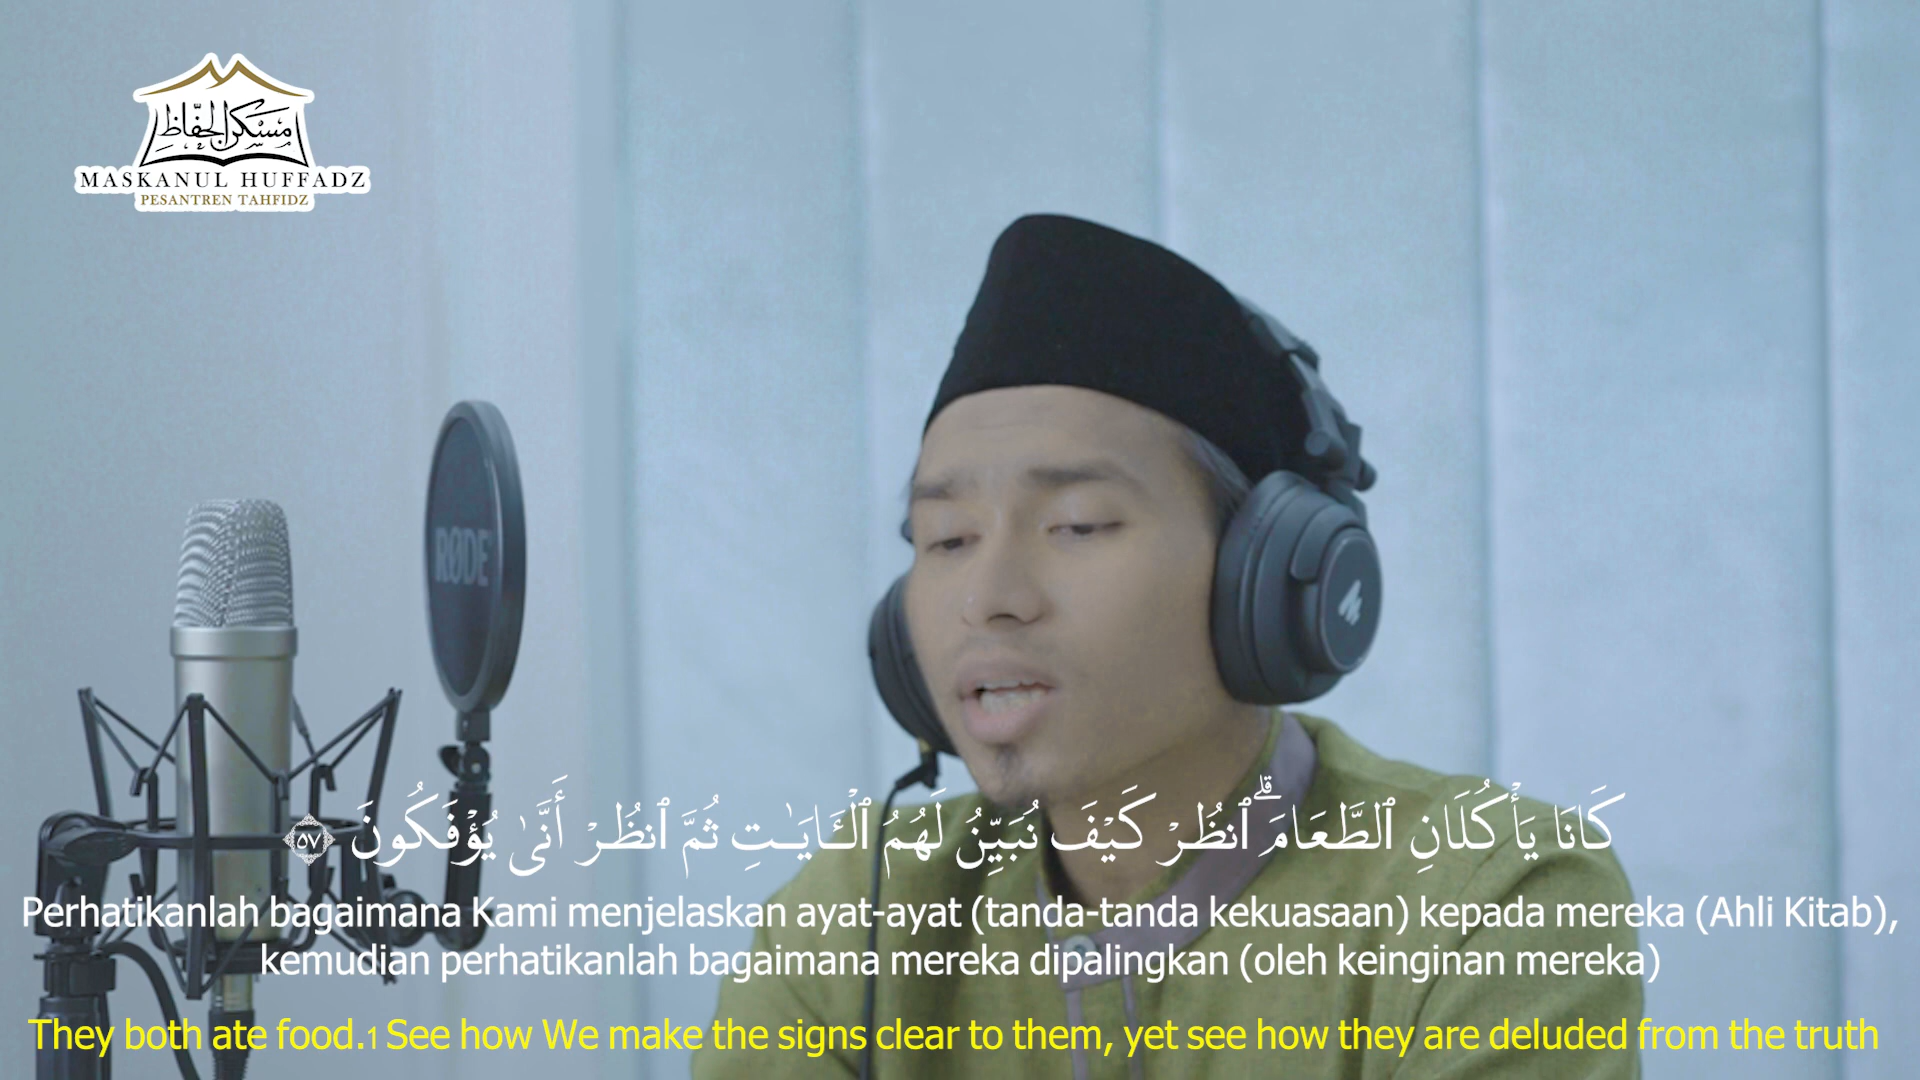 مسكن الحفاظ
MASKANUL HUFFADZ
PESANTREN TAHFIDZ
RØDE
كَانَا يَأْكُلَانِ ٱلطَّعَامَۗ ٱنظُرْ كَيْفَ نُبَيِّنُ لَهُمُ ٱلْـَٔايَـٰتِ ثُمَّ ٱنظُرْ أَنَّىٰ يُؤْفَكُونَ ٥٧
Perhatikanlah bagaimana Kami menjelaskan ayat-ayat (tanda-tanda kekuasaan) kepada mereka (Ahli Kitab),
kemudian perhatikanlah bagaimana mereka dipalingkan (oleh keinginan mereka)
They both ate food.1 See how We make the signs clear to them, yet see how they are deluded from the truth